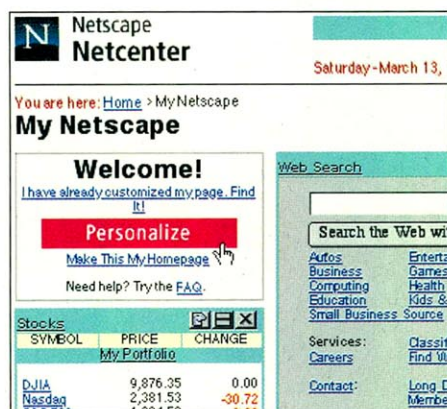 N Netscape
Netcenter
Saturday-March 13,
You are here: Home > My Netscape
My Netscape
Welcome!
I have already customized my page. Find
It!
Personalize
Make This My Homepage
Need help? Try the FAQ.
Web Search
Search the Web wi
Autos Enterta
Business Games
Computing Health
Education Kids &
Small Business Source
Services: Classif
Careers Find W
Contact: Long D
Membe
Stocks
SYMBOL PRICE CHANGE
My Portfolio
DJIA 9,876.35 0.00
Nasdaq 2,381.53 -30.72